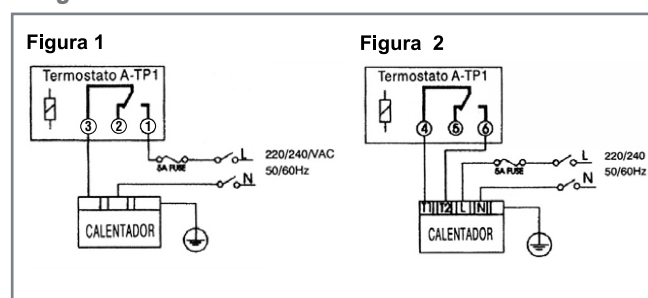 Figura 1
Termostato A-TP1
3 2 1
L
220/240/VAC
50/60Hz
5A FUSE
N
CALENTADOR
Figura 2
Termostato A-TP1
4 5 6
L
220/240
50/60Hz
5A FUSE
N
T1 T2 L N
CALENTADOR